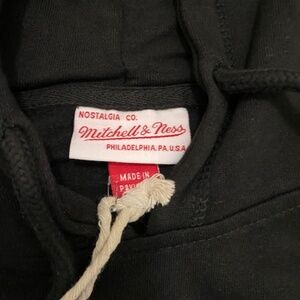 NOSTALGIA CO.
Mitchell & Ness
PHILADELPHIA, PA, U.S.A.
MADE IN